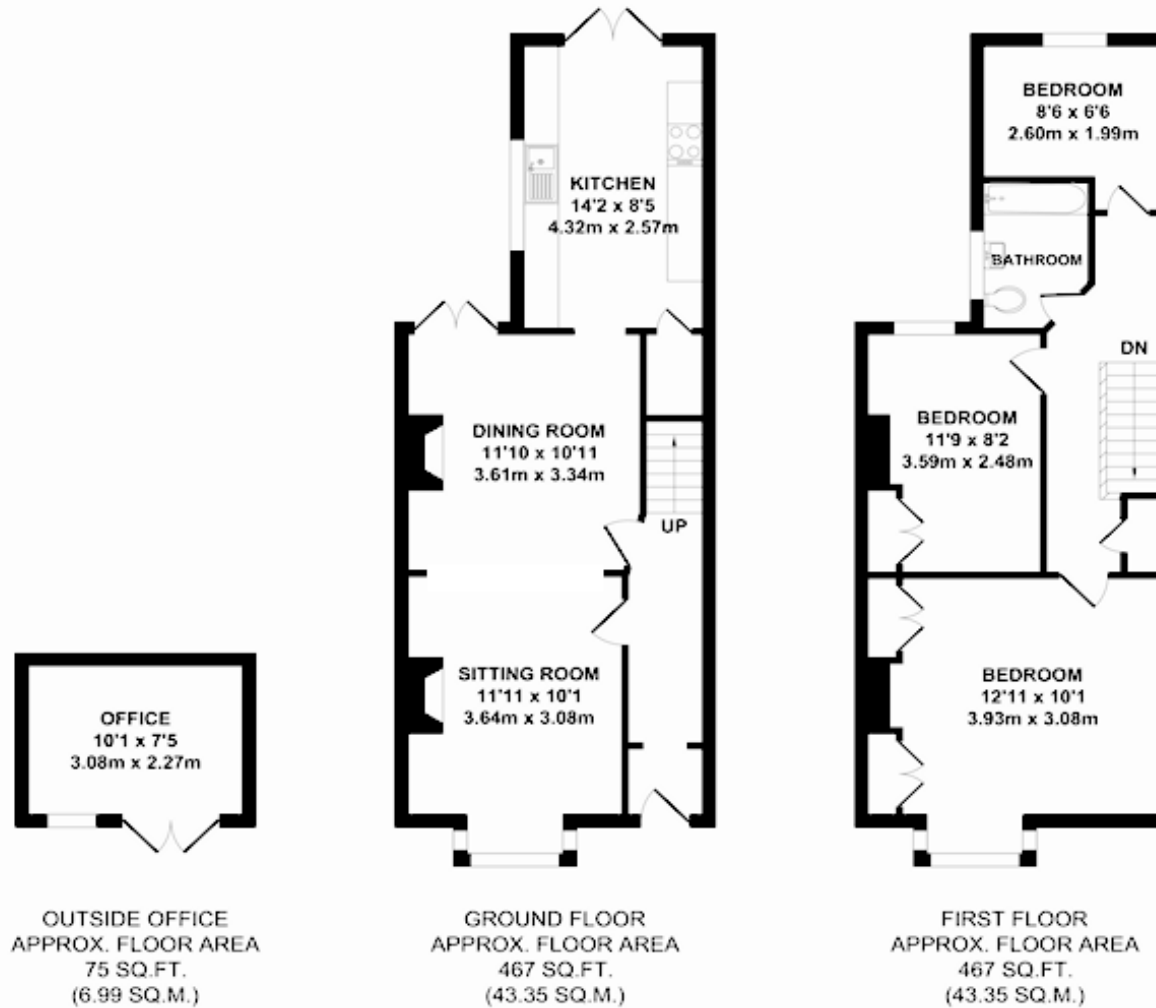 BEDROOM
8'6 x 6'6
2.60m x 1.99m
KITCHEN
14'2 x 8'5
4.32m x 2.57m
BATHROOM
DN
DINING ROOM
11'10 x 10'11
3.61m x 3.34m
BEDROOM
11'9 x 8'2
3.59m x 2.48m
UP
OFFICE
10'1 x 7'5
3.08m x 2.27m
SITTING ROOM
11'11 x 10'1
3.64m x 3.08m
BEDROOM
12'11 x 10'1
3.93m x 3.08m
OUTSIDE OFFICE
APPROX. FLOOR AREA
75 SQ.FT.
(6.99 SQ.M.)
GROUND FLOOR
APPROX. FLOOR AREA
467 SQ.FT.
(43.35 SQ.M.)
FIRST FLOOR
APPROX. FLOOR AREA
467 SQ.FT.
(43.35 SQ.M.)